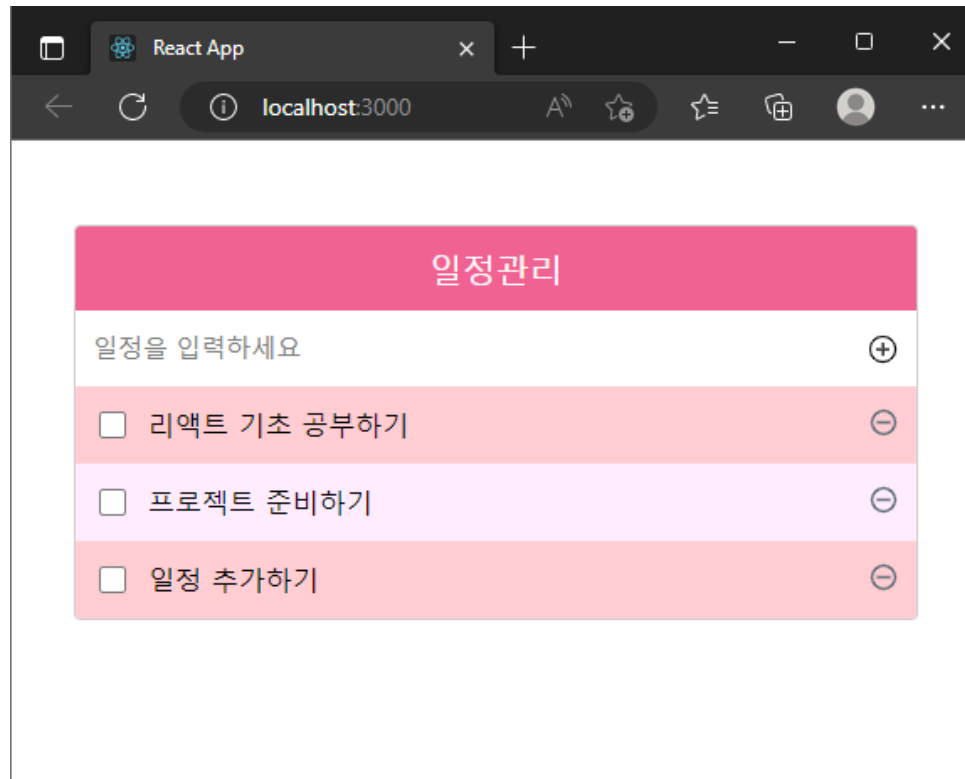 React App
localhost:3000
일정관리
일정을 입력하세요
리액트 기초 공부하기
프로젝트 준비하기
일정 추가하기